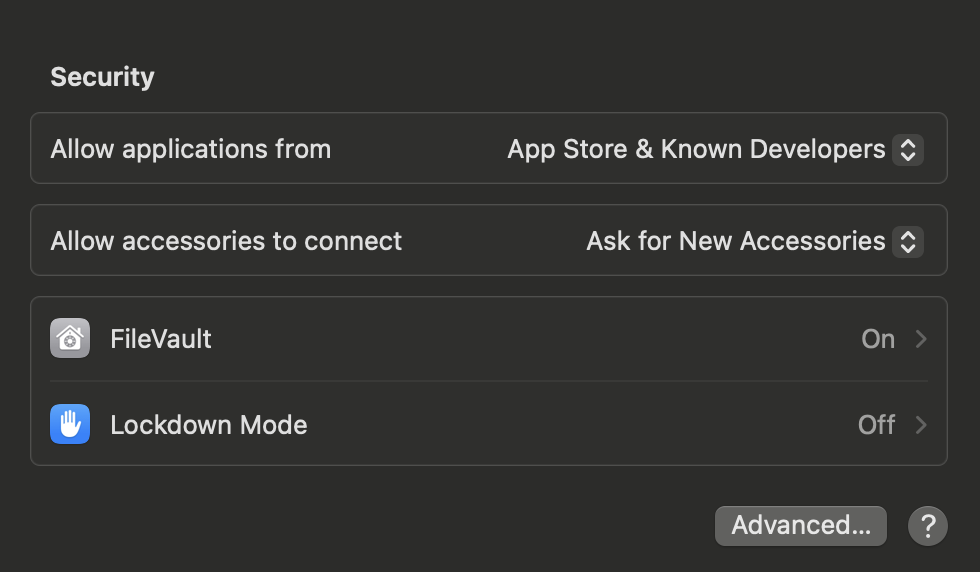 Security
Allow applications from App Store & Known Developers
Allow accessories to connect Ask for New Accessories
FileVault On
Lockdown Mode Off
Advanced... ?